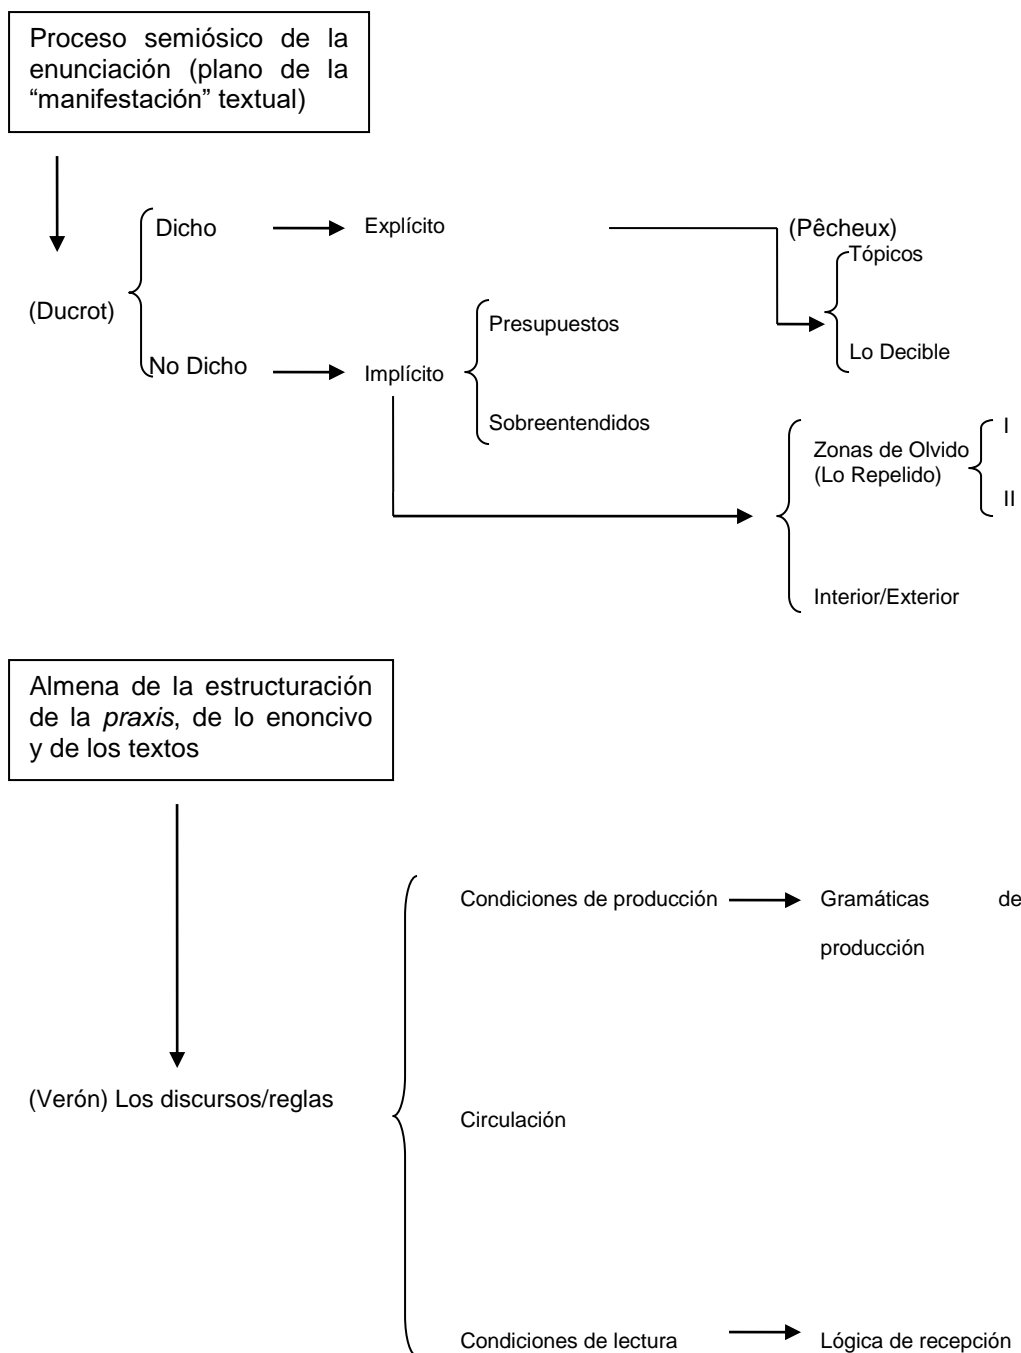 Proceso semiósico de la
enunciación (plano de la
“manifestación” textual)
Dicho
Explícito
(Pêcheux)
Tópicos
(Ducrot)
Presupuestos
Lo Decible
No Dicho
Implícito
Sobreentendidos
I
Zonas de Olvido
(Lo Repelido)
II
Interior/Exterior
Almena de la estructuración
de la praxis, de lo enoncivo
y de los textos
Condiciones de producción
Gramáticas de
producción
(Verón) Los discursos/reglas
Circulación
Condiciones de lectura
Lógica de recepción